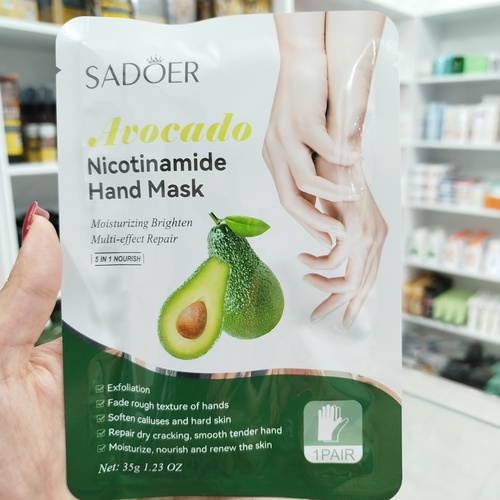 SADOER
Avocado
Nicotinamide
Hand Mask
Moisturizing Brighten
Multi-effect Repair
5 IN 1 NOURISH
Exfoliation
Fade rough texture of hands
Soften calluses and hard skin
Repair dry cracking, smooth tender hand
Moisturize, nourish and renew the skin
Net: 35g 1.23 OZ
1PAIR